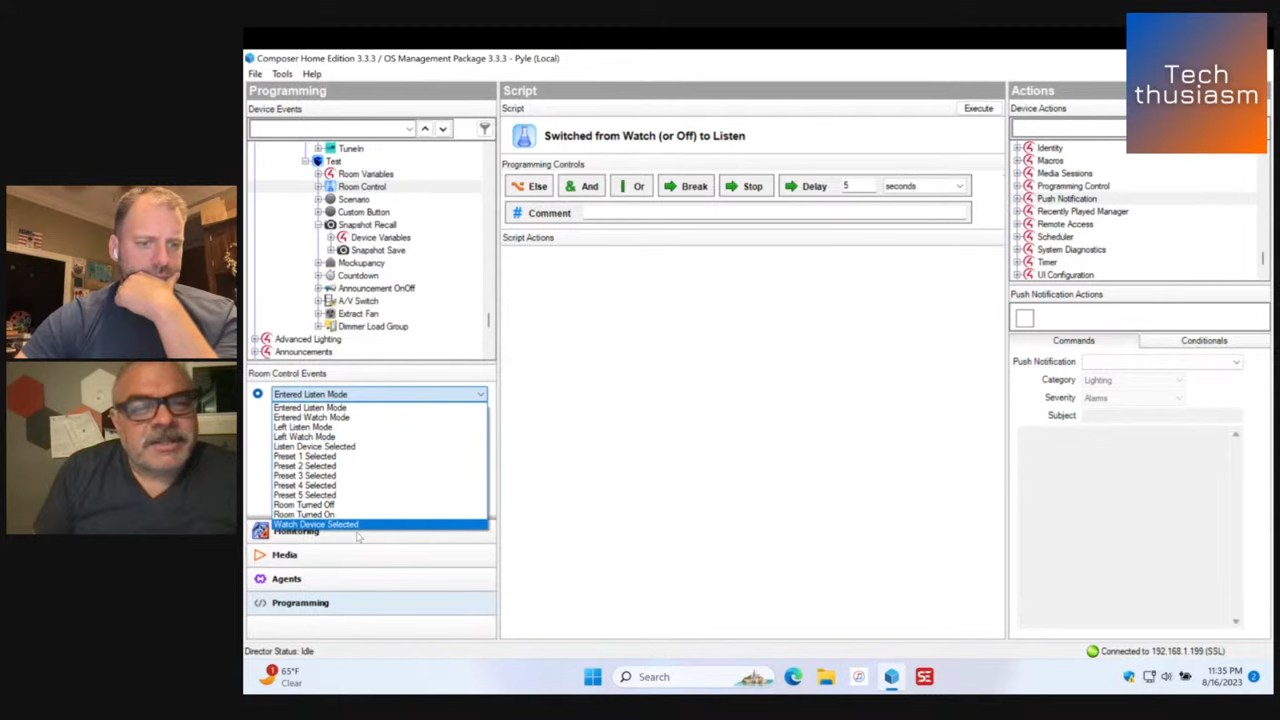 Composer Home Edition 3.3.3 / OS Management Package 3.3.3 - Pyle (Local)
File Tools Help
Programming
Device Events
TuneIn
Test
Room Variables
Room Control
Scenario
Custom Button
Snapshot Recall
Device Variables
Snapshot Save
Mockupancy
Countdown
Announcement OnOff
A/V Switch
Extract Fan
Dimmer Load Group
Advanced Lighting
Announcements
Room Control Events
Entered Listen Mode
Entered Listen Mode
Entered Watch Mode
Left Listen Mode
Left Watch Mode
Listen Device Selected
Preset 1 Selected
Preset 2 Selected
Preset 3 Selected
Preset 4 Selected
Preset 5 Selected
Room Turned Off
Room Turned On
Watch Device Selected
Monitoring
Media
Agents
Programming
Director Status: Idle
Script
Script Execute
Switched from Watch (or Off) to Listen
Programming Controls
Else And Or Break Stop Delay 5 seconds
# Comment
Script Actions
Actions
Device Actions
Identity
Macros
Media Sessions
Programming Control
Push Notification
Recently Played Manager
Remote Access
Scheduler
System Diagnostics
Timer
UI Configuration
Push Notification Actions
Commands Conditionals
Push Notification
Category Lighting
Severity Alarms
Subject
Connected to 192.168.1.199 (SSL)
Tech
thusiasm
1
65°F
Clear
Search
SE
11:35 PM
8/16/2023
2